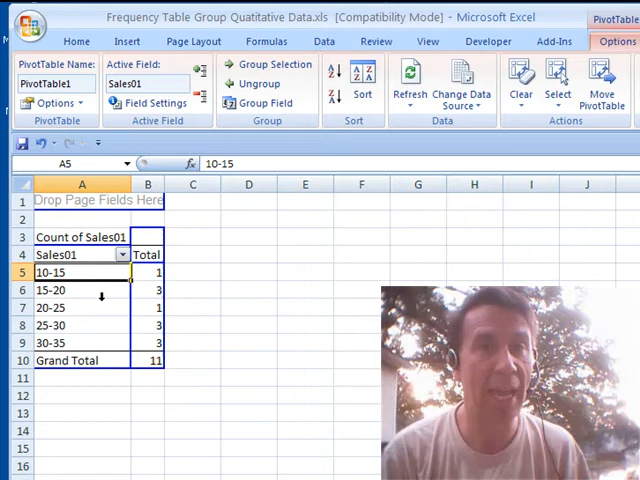 Frequency Table Group Qualitative Data.xls [Compatibility Mode] - Microsoft Excel
PivotTable
Home Insert Page Layout Formulas Data Review View Developer Add-Ins Options
PivotTable Name:
PivotTable1
Options
PivotTable
Active Field:
Sales01
Field Settings
Active Field
Group Selection
Ungroup
Group Field
Group
Sort
Sort
Refresh
Change Data
Source
Data
Clear
Select
Move
PivotTable
Actions
A5 fx 10-15
A B C D E F G H I J
1 Drop Page Fields Here
2
3 Count of Sales01
4 Sales01 Total
5 10-15 1
6 15-20 3
7 20-25 1
8 25-30 3
9 30-35 3
10 Grand Total 11
11
12
13
14
15
16